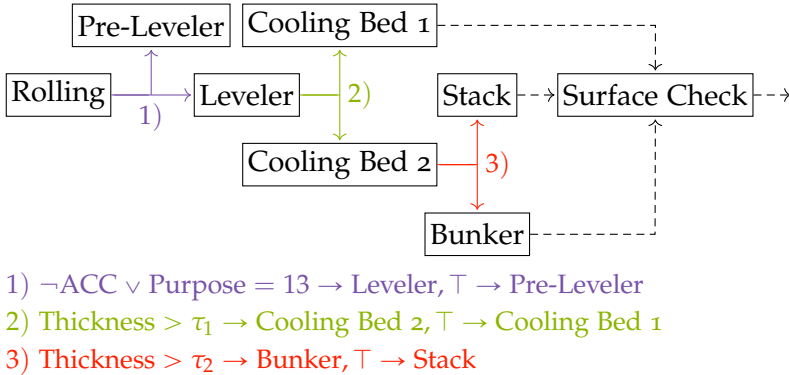 Pre-Leveler
Cooling Bed 1
Rolling
1)
Leveler
2)
Stack
Surface Check
Cooling Bed 2
3)
Bunker
1) ¬ACC ∨ Purpose = 13 → Leveler, ⊤ → Pre-Leveler
2) Thickness > τ₁ → Cooling Bed 2, ⊤ → Cooling Bed 1
3) Thickness > τ₂ → Bunker, ⊤ → Stack